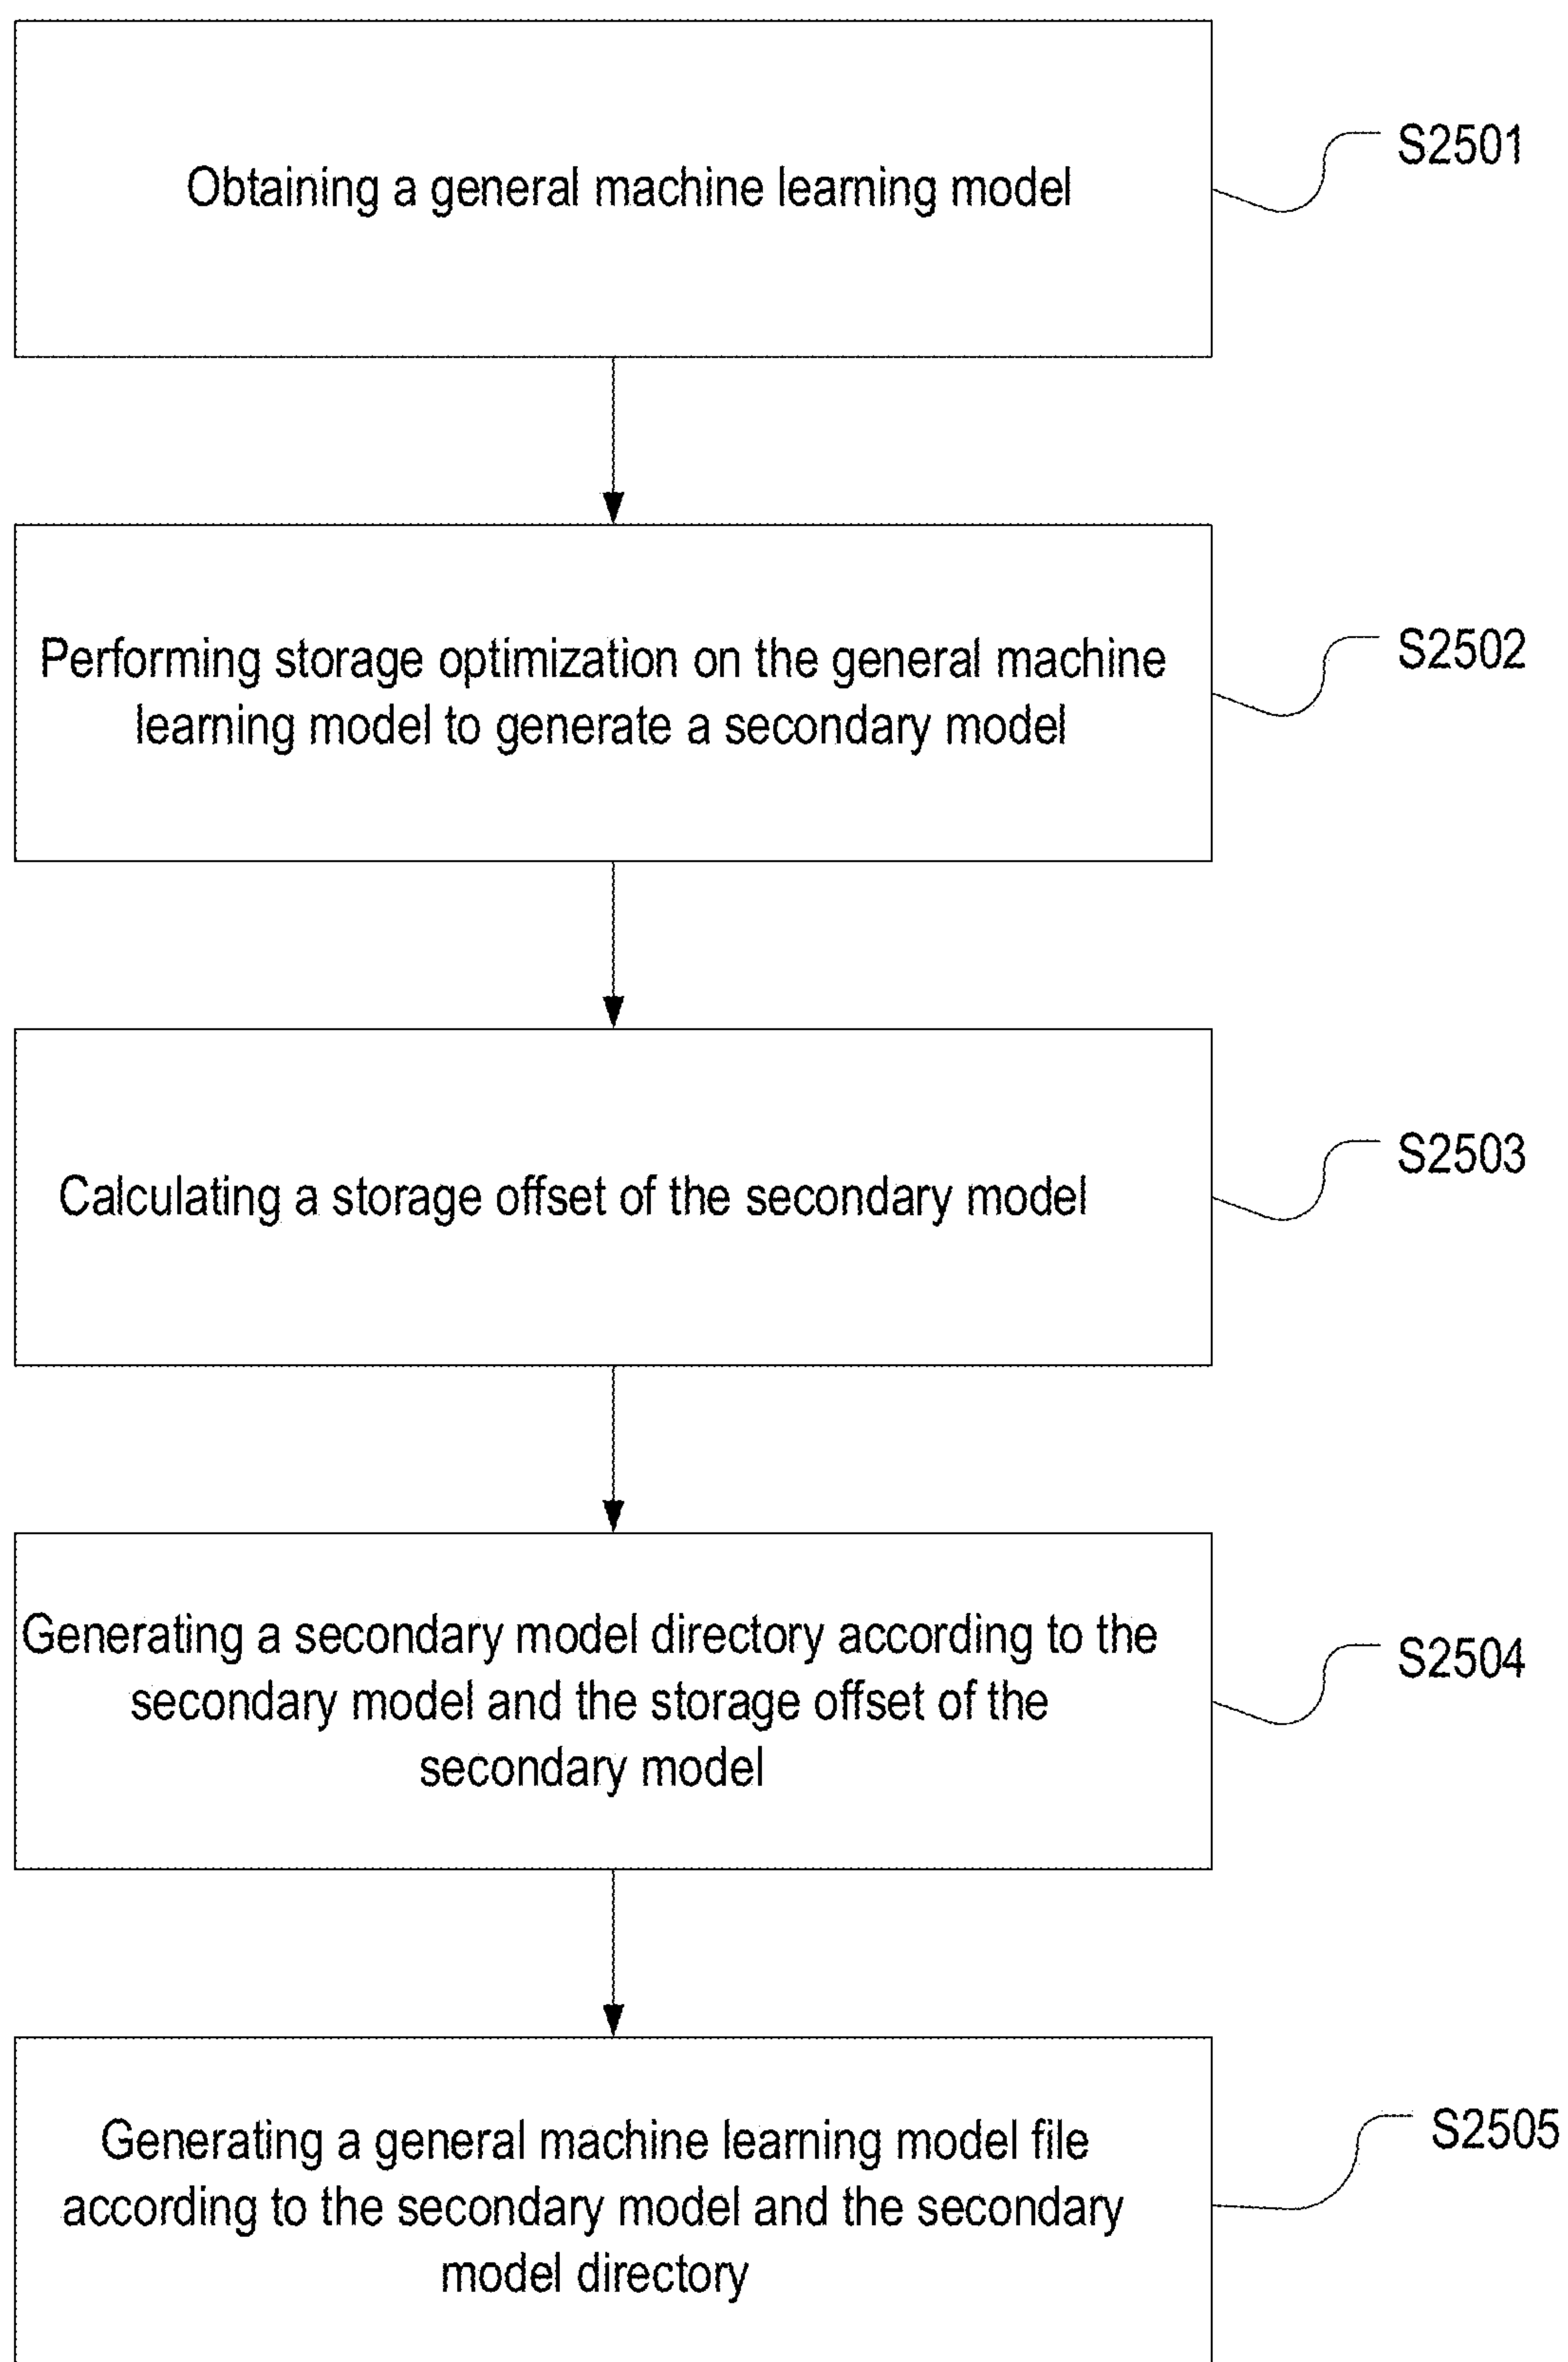 Obtaining a general machine learning model
S2501
Performing storage optimization on the general machine
learning model to generate a secondary model
S2502
Calculating a storage offset of the secondary model
S2503
Generating a secondary model directory according to the
secondary model and the storage offset of the
secondary model
S2504
Generating a general machine learning model file
according to the secondary model and the secondary
model directory
S2505